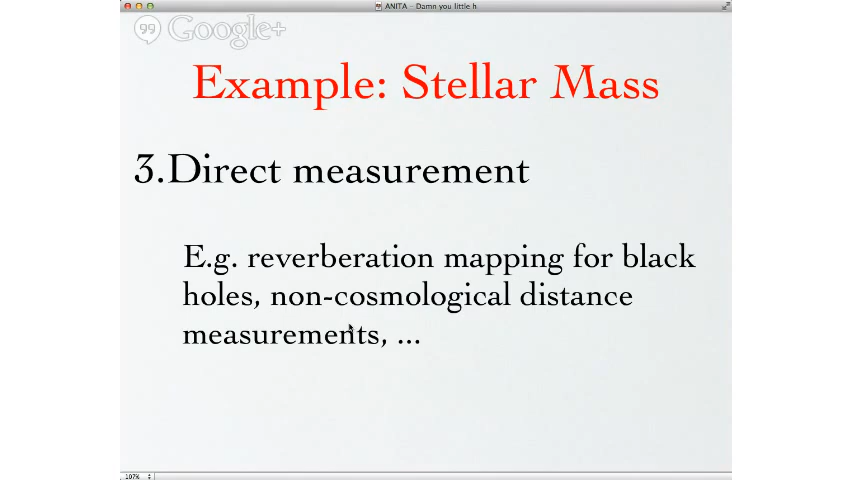 ANITA – Damn you little h
Google+
Example: Stellar Mass
3.Direct measurement
E.g. reverberation mapping for black
holes, non-cosmological distance
measurements, ...
107%